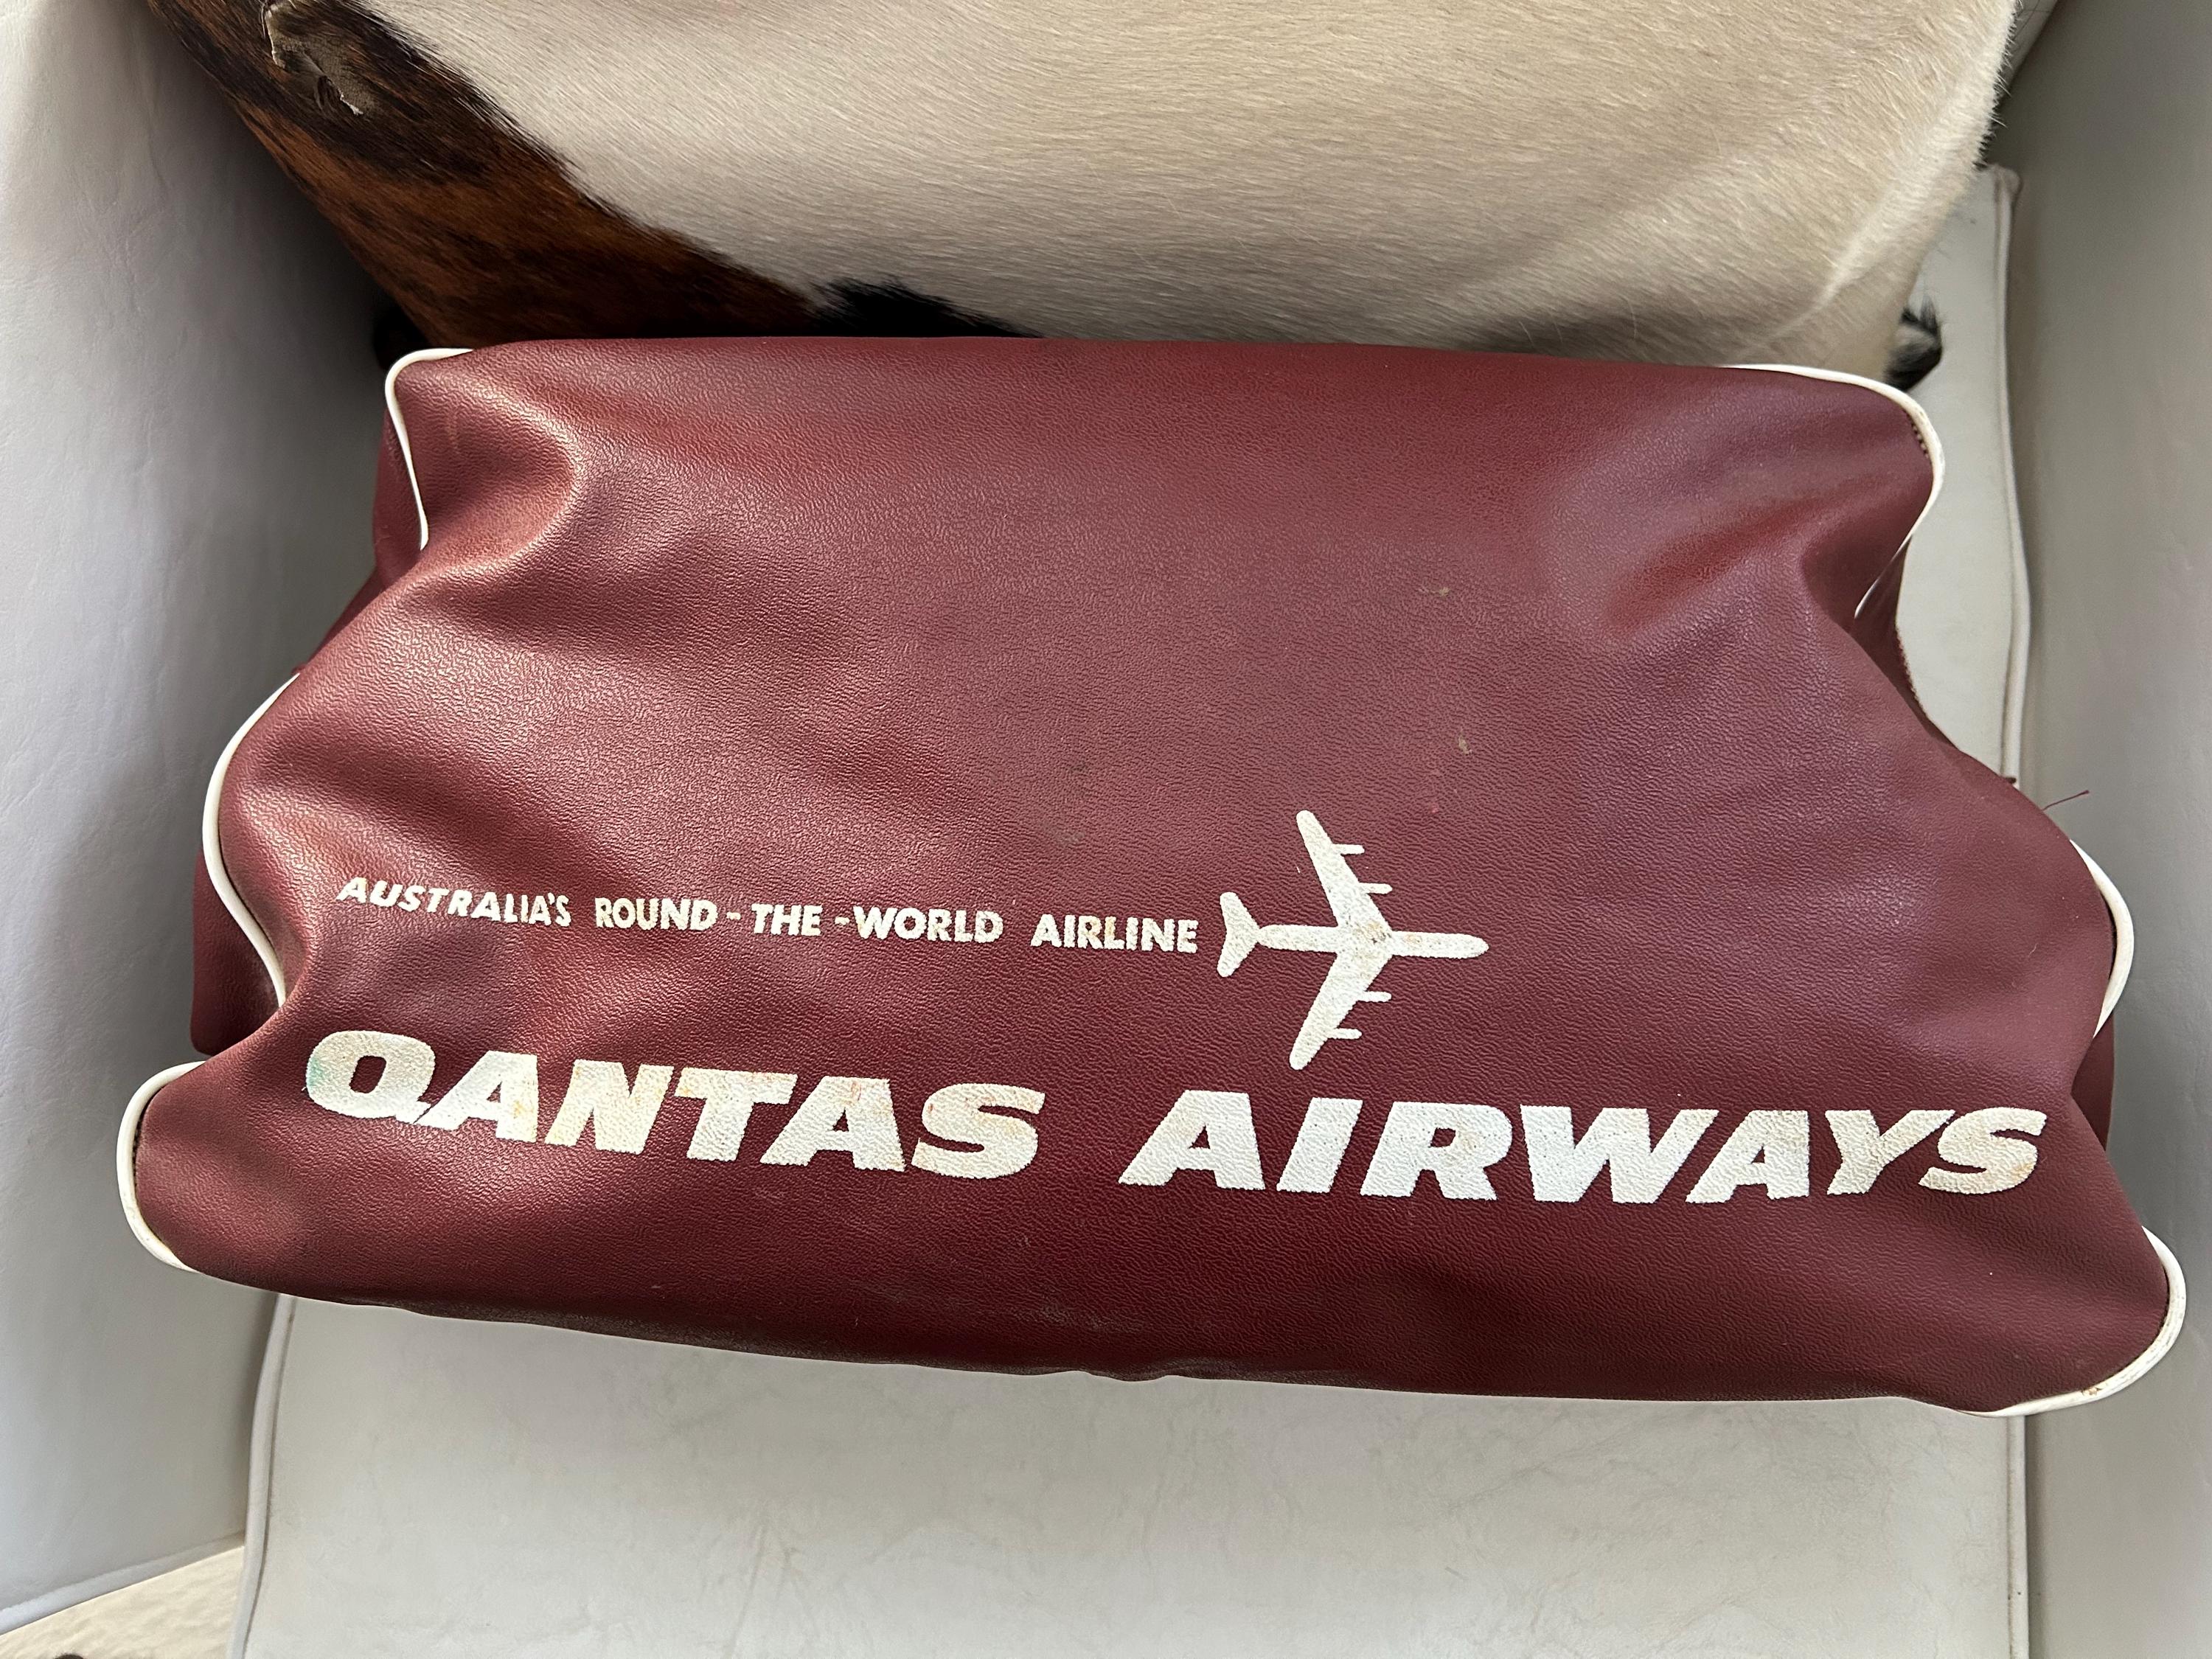 AUSTRALIA'S ROUND-THE-WORLD AIRLINE
QANTAS AIRWAYS